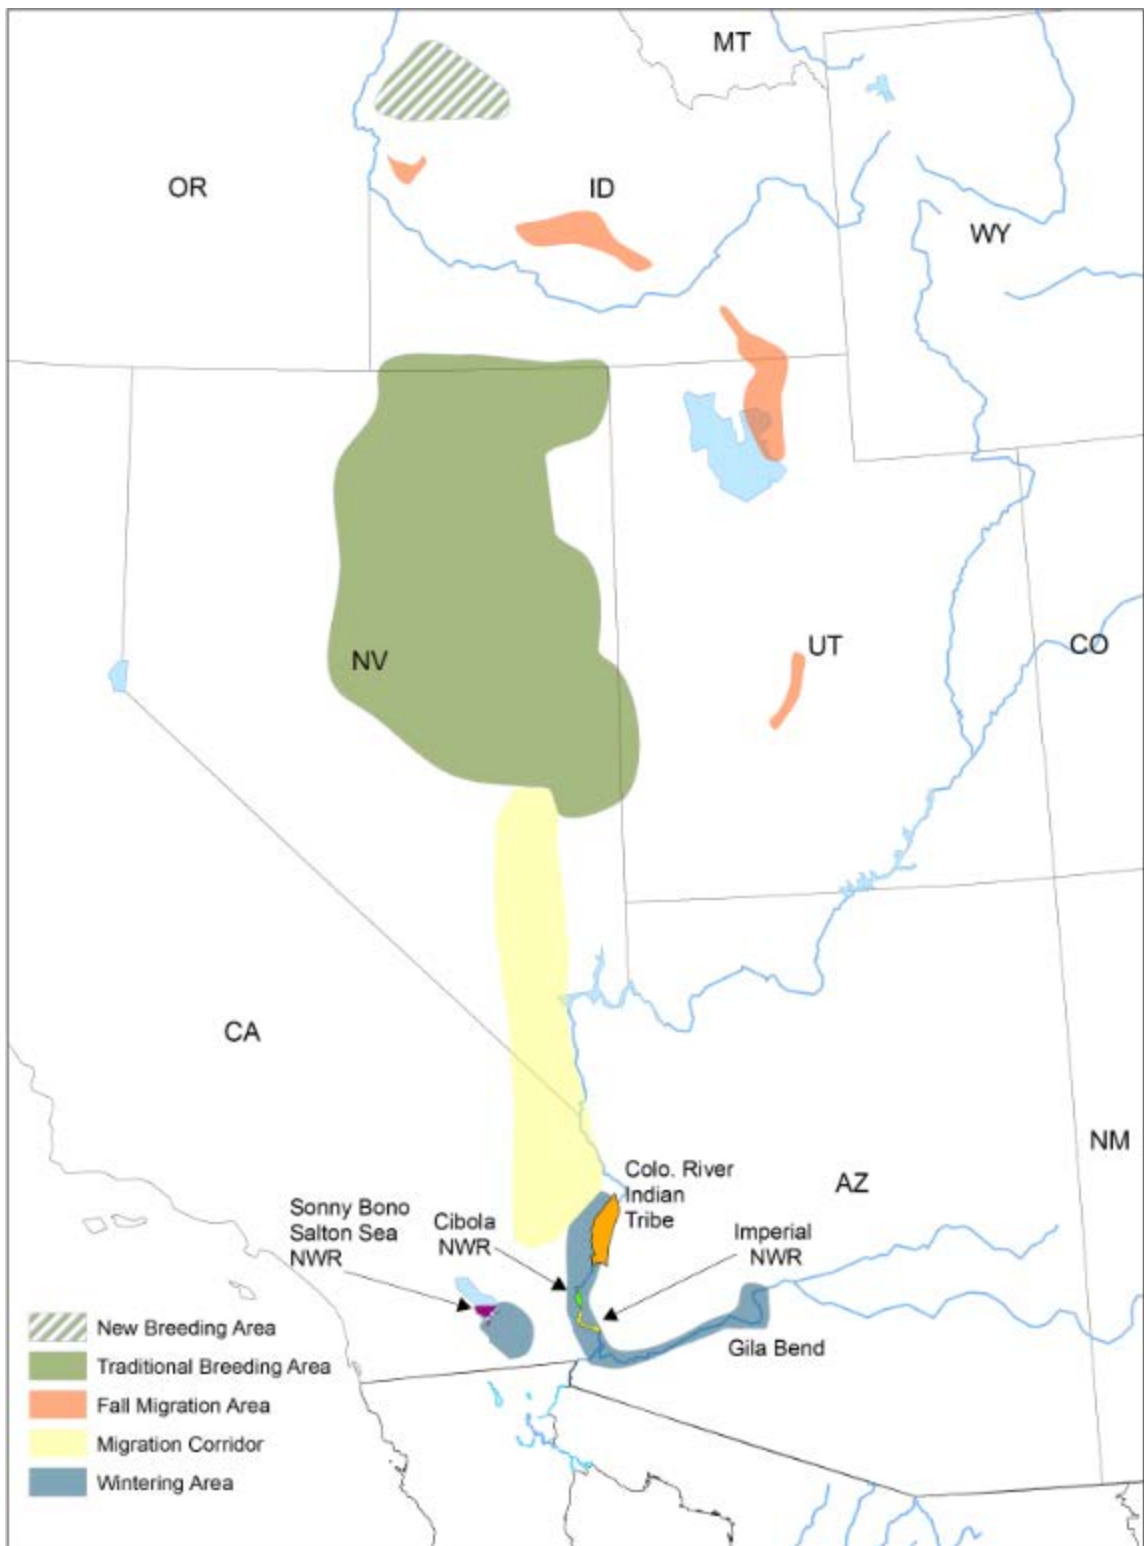 MT
OR
ID
WY
NV
UT
CO
CA
NM
AZ
Colo. River
Indian
Tribe
Sonny Bono
Salton Sea
NWR
Cibola
NWR
Imperial
NWR
Gila Bend
New Breeding Area
Traditional Breeding Area
Fall Migration Area
Migration Corridor
Wintering Area